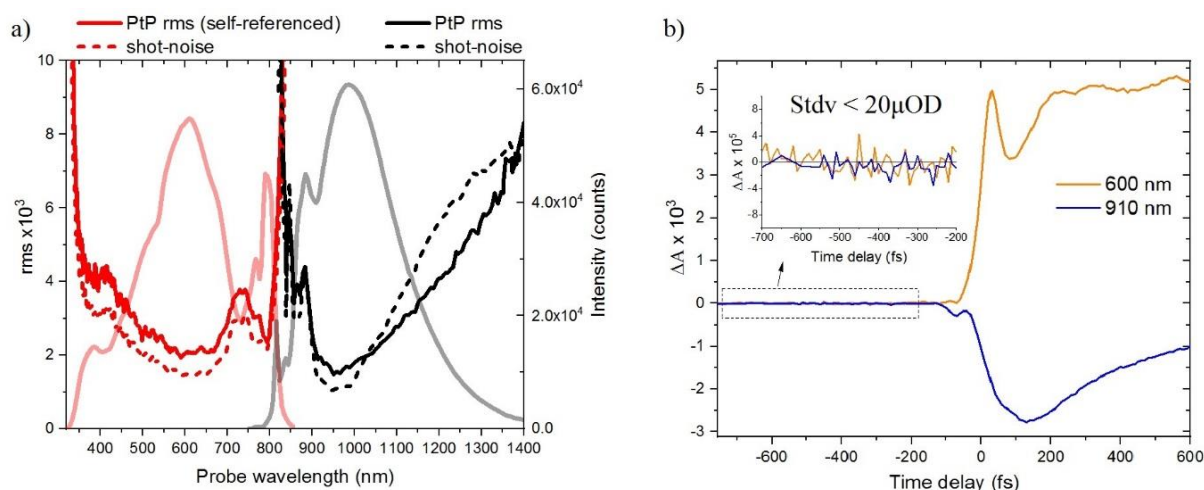 a)
PtP rms (self-referenced)
shot-noise
PtP rms
shot-noise
10
8
6
4
2
0
rms x10³
400 500 600 700 800 900 1000 1100 1200 1300 1400
Probe wavelength (nm)
6.0x10⁴
4.0x10⁴
2.0x10⁴
0.0
Intensity (counts)
b)
5
4
3
2
1
0
-1
-2
-3
ΔA x 10³
-600 -400 -200 0 200 400 600
Time delay (fs)
Stdv < 20μOD
8
4
0
-4
-8
ΔA x 10⁵
-700 -600 -500 -400 -300 -200
Time delay (fs)
600 nm
910 nm